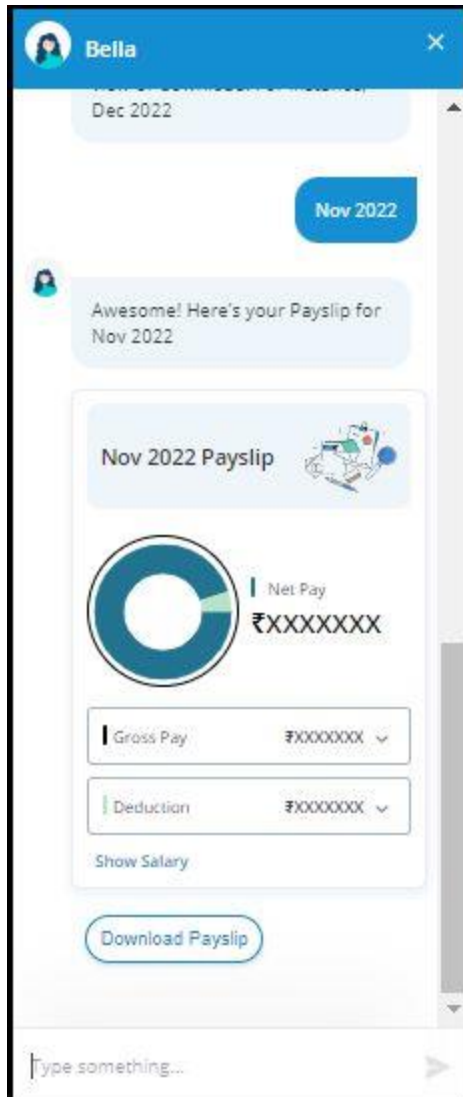 Bella
Dec 2022
Nov 2022
Awesome! Here's your Payslip for
Nov 2022
Nov 2022 Payslip
Net Pay
₹XXXXXXX
Gross Pay ₹XXXXXXX
Deduction ₹XXXXXXX
Show Salary
Download Payslip
Type something...